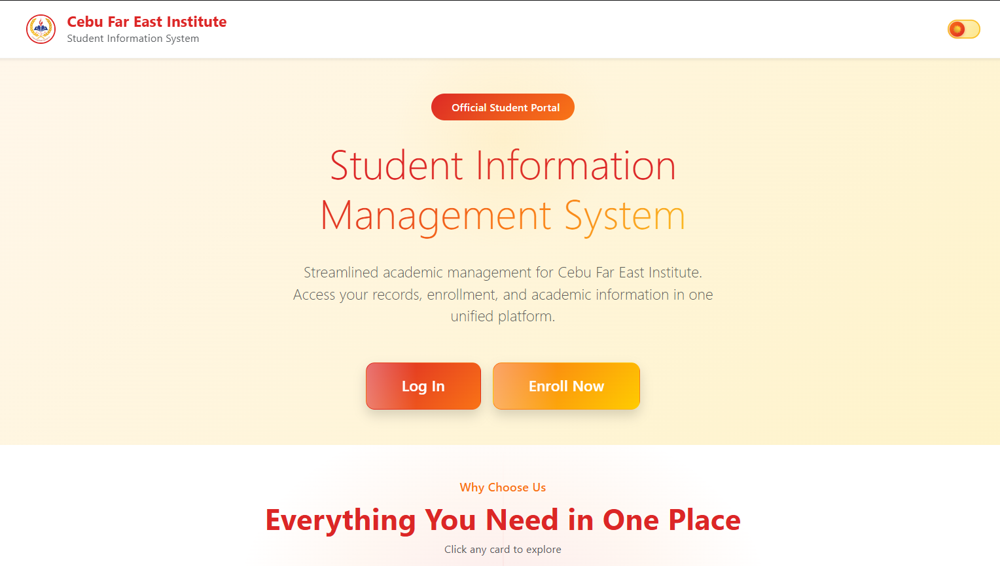 Cebu Far East Institute
Student Information System
Official Student Portal
Student Information
Management System
Streamlined academic management for Cebu Far East Institute.
Access your records, enrollment, and academic information in one
unified platform.
Log In
Enroll Now
Why Choose Us
Everything You Need in One Place
Click any card to explore